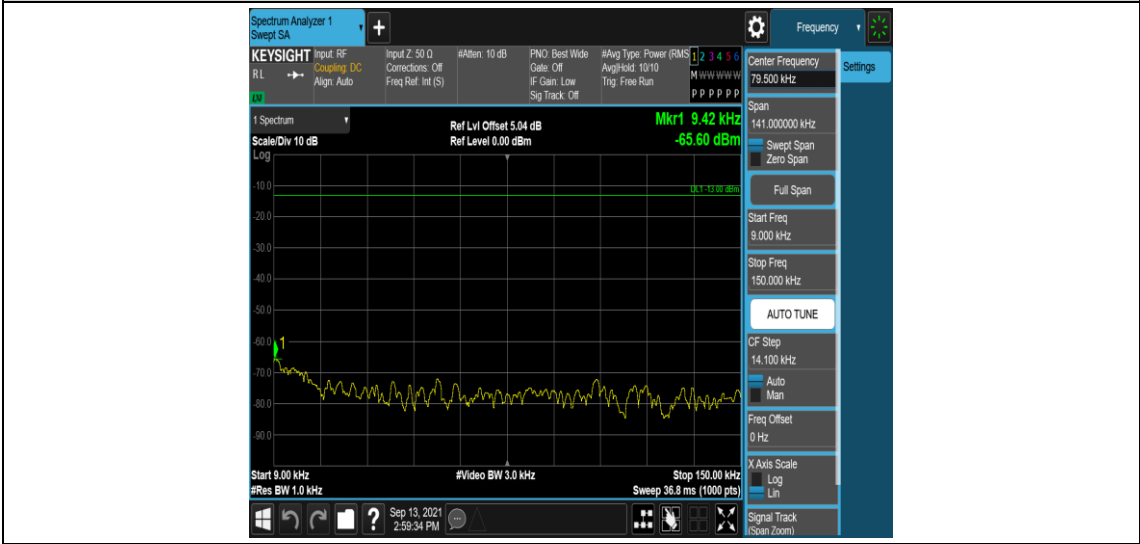 Spectrum Analyzer 1
Swept SA
+
Frequency
KEYSIGHT
RL
LM
Input: RF
Coupling: DC
Align: Auto
Input Z: 50 Ω
Corrections: Off
Freq Ref: Int (S)
#Atten: 10 dB
PNO: Best Wide
Gate: Off
IF Gain: Low
Sig Track: Off
#Avg Type: Power (RMS
Avg|Hold: 10/10
Trig: Free Run
1 2 3 4 5 6
M W W W W W
P P P P P P
1 Spectrum
Scale/Div 10 dB
Log
Ref Lvl Offset 5.04 dB
Ref Level 0.00 dBm
Mkr1 9.42 kHz
-65.60 dBm
DL1 -13.00 dBm
-10.0
-20.0
-30.0
-40.0
-50.0
-60.0
1
-70.0
-80.0
-90.0
Start 9.00 kHz
#Res BW 1.0 kHz
#Video BW 3.0 kHz
Stop 150.00 kHz
Sweep 36.8 ms (1000 pts)
?
Sep 13, 2021
2:59:34 PM
Center Frequency
79.500 kHz
Settings
Span
141.000000 kHz
Swept Span
Zero Span
Full Span
Start Freq
9.000 kHz
Stop Freq
150.000 kHz
AUTO TUNE
CF Step
14.100 kHz
Auto
Man
Freq Offset
0 Hz
X Axis Scale
Log
Lin
Signal Track
(Span Zoom)